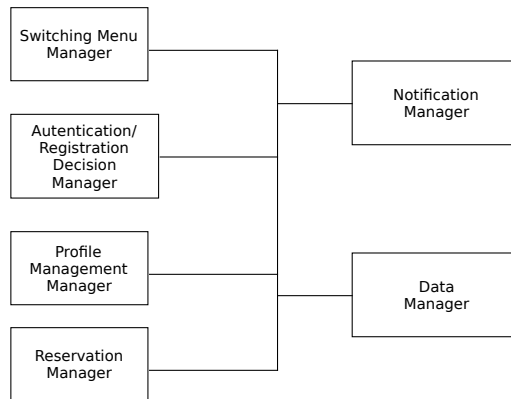 Switching Menu
Manager
Autentication/
Registration
Decision
Manager
Profile
Management
Manager
Reservation
Manager
Notification
Manager
Data
Manager